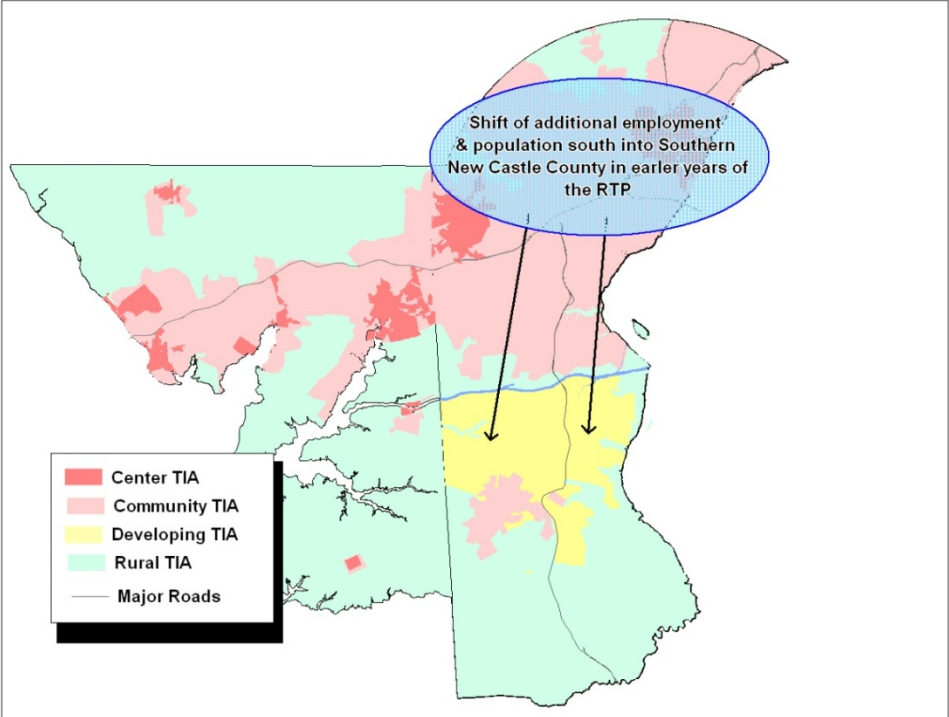 Shift of additional employment
& population south into Southern
New Castle County in earler years of
the RTP
Center TIA
Community TIA
Developing TIA
Rural TIA
Major Roads